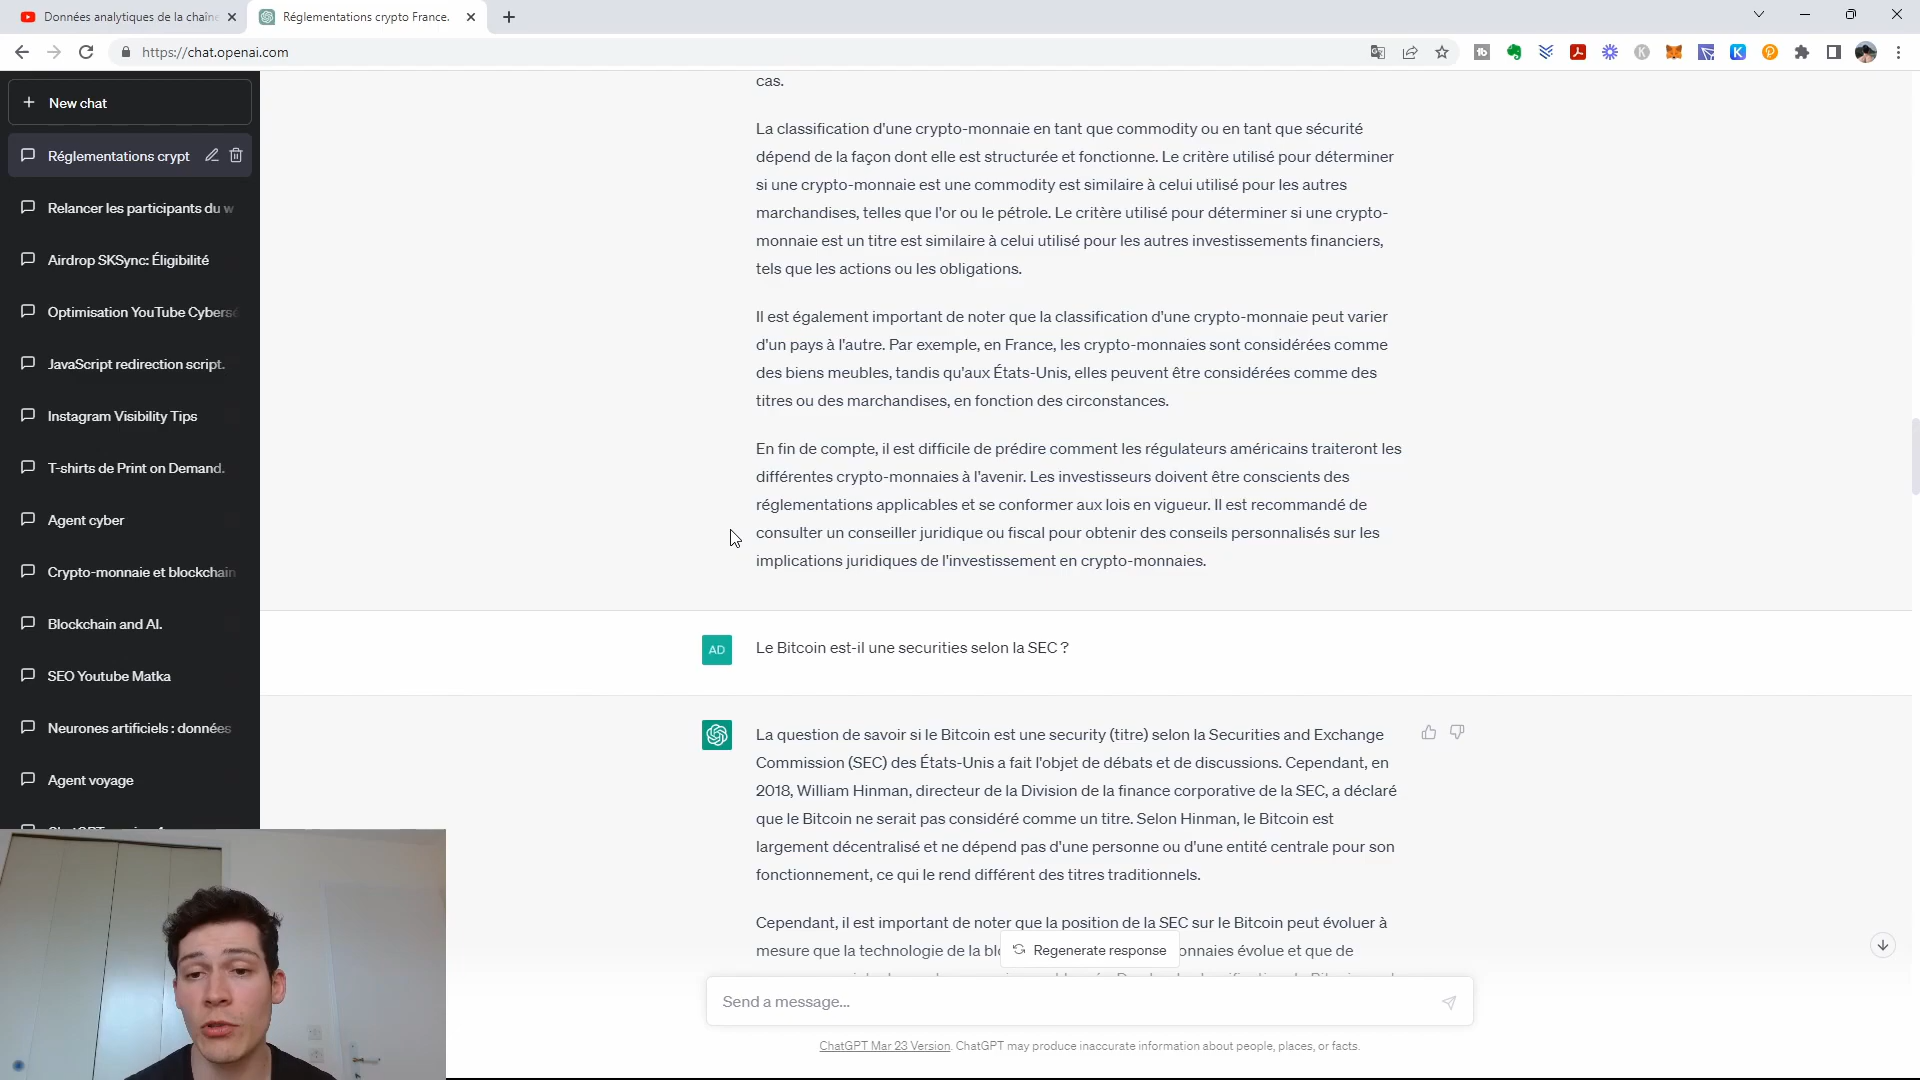 Données analytiques de la chaîne
Réglementations crypto France.
https://chat.openai.com
New chat
Réglementations crypt
Relancer les participants du w
Airdrop SKSync: Éligibilité
Optimisation YouTube Cybersé
JavaScript redirection script.
Instagram Visibility Tips
T-shirts de Print on Demand.
Agent cyber
Crypto-monnaie et blockchain
Blockchain and AI.
SEO Youtube Matka
Neurones artificiels : données
Agent voyage
cas.
La classification d'une crypto-monnaie en tant que commodity ou en tant que sécurité
dépend de la façon dont elle est structurée et fonctionne. Le critère utilisé pour déterminer
si une crypto-monnaie est une commodity est similaire à celui utilisé pour les autres
marchandises, telles que l'or ou le pétrole. Le critère utilisé pour déterminer si une crypto-
monnaie est un titre est similaire à celui utilisé pour les autres investissements financiers,
tels que les actions ou les obligations.
Il est également important de noter que la classification d'une crypto-monnaie peut varier
d'un pays à l'autre. Par exemple, en France, les crypto-monnaies sont considérées comme
des biens meubles, tandis qu'aux États-Unis, elles peuvent être considérées comme des
titres ou des marchandises, en fonction des circonstances.
En fin de compte, il est difficile de prédire comment les régulateurs américains traiteront les
différentes crypto-monnaies à l'avenir. Les investisseurs doivent être conscients des
réglementations applicables et se conformer aux lois en vigueur. Il est recommandé de
consulter un conseiller juridique ou fiscal pour obtenir des conseils personnalisés sur les
implications juridiques de l'investissement en crypto-monnaies.
AD
Le Bitcoin est-il une securities selon la SEC ?
La question de savoir si le Bitcoin est une security (titre) selon la Securities and Exchange
Commission (SEC) des États-Unis a fait l'objet de débats et de discussions. Cependant, en
2018, William Hinman, directeur de la Division de la finance corporative de la SEC, a déclaré
que le Bitcoin ne serait pas considéré comme un titre. Selon Hinman, le Bitcoin est
largement décentralisé et ne dépend pas d'une personne ou d'une entité centrale pour son
fonctionnement, ce qui le rend différent des titres traditionnels.
Cependant, il est important de noter que la position de la SEC sur le Bitcoin peut évoluer à
mesure que la technologie de la blo onnaies évolue et que de
Regenerate response
Send a message...
ChatGPT Mar 23 Version. ChatGPT may produce inaccurate information about people, places, or facts.